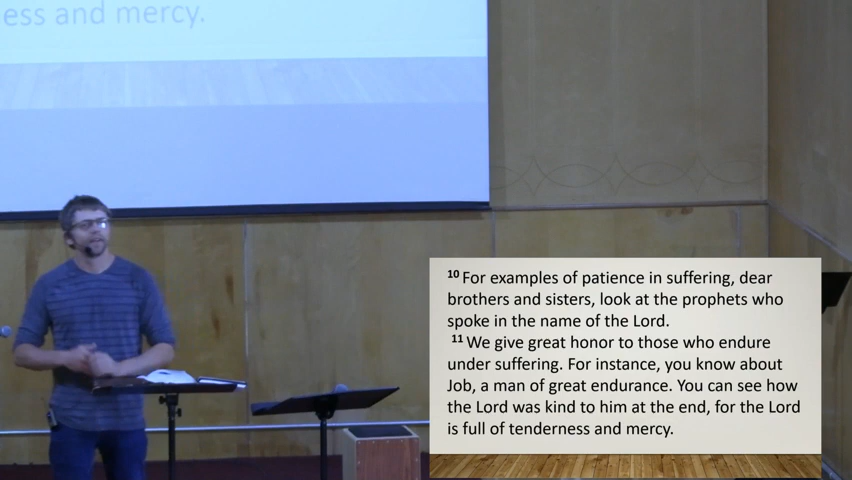 ess and mercy.
10 For examples of patience in suffering, dear
brothers and sisters, look at the prophets who
spoke in the name of the Lord.
11 We give great honor to those who endure
under suffering. For instance, you know about
Job, a man of great endurance. You can see how
the Lord was kind to him at the end, for the Lord
is full of tenderness and mercy.